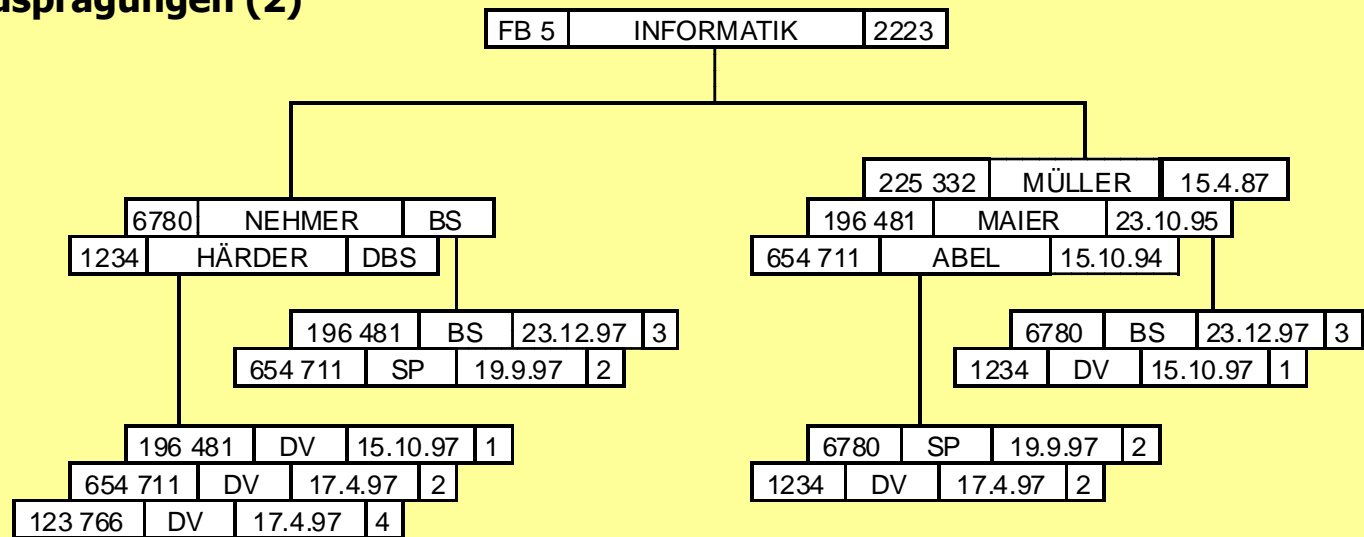 usprägungen (2)
FB 5 INFORMATIK 2223
225 332 MÜLLER 15.4.87
6780 NEHMER BS
196 481 MAIER 23.10.95
1234 HÄRDER DBS
654 711 ABEL 15.10.94
196 481 BS 23.12.97 3
6780 BS 23.12.97 3
654 711 SP 19.9.97 2
1234 DV 15.10.97 1
196 481 DV 15.10.97 1
6780 SP 19.9.97 2
654 711 DV 17.4.97 2
1234 DV 17.4.97 2
123 766 DV 17.4.97 4